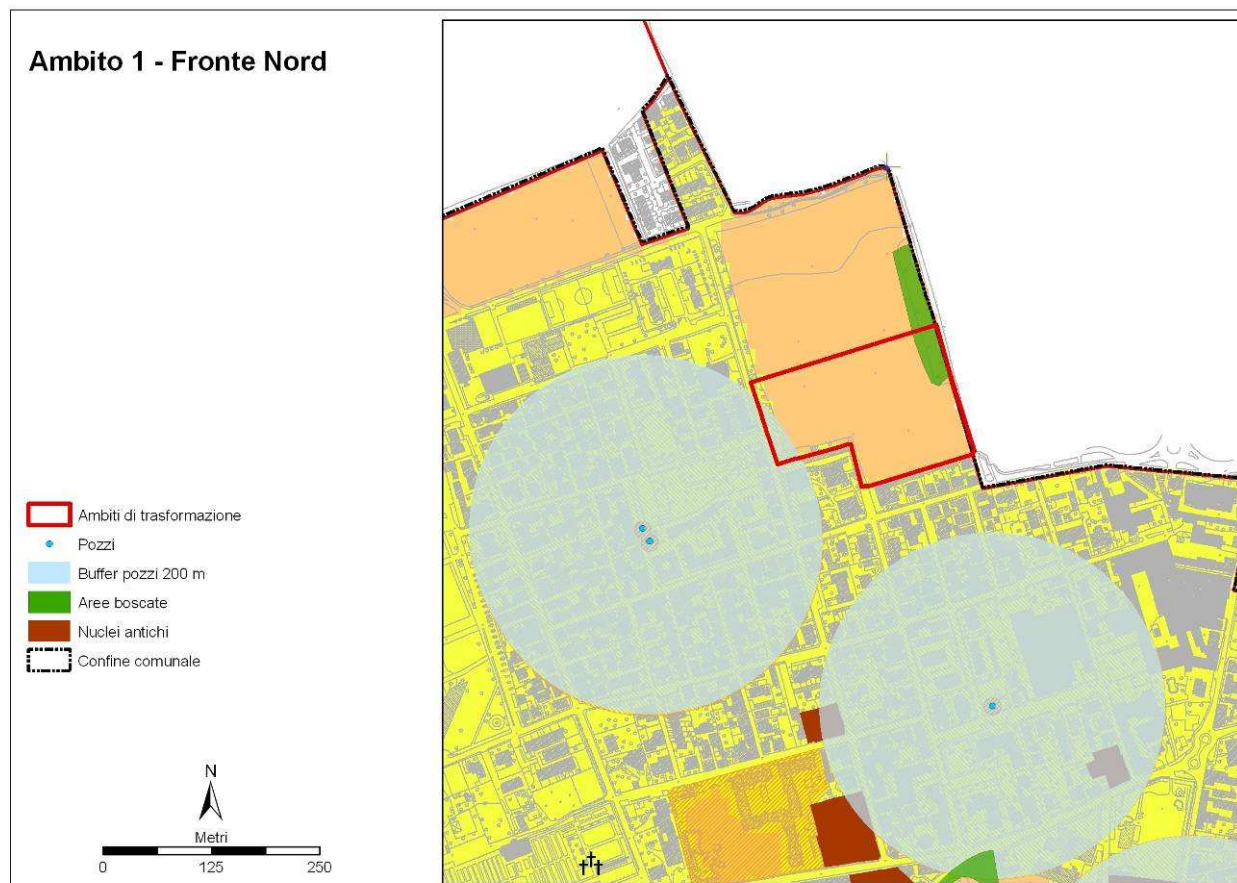 Ambito 1 - Fronte Nord
Ambiti di trasformazione
Pozzi
Buffer pozzi 200 m
Aree boscate
Nuclei antichi
Confine comunale
N
Metri
0 125 250